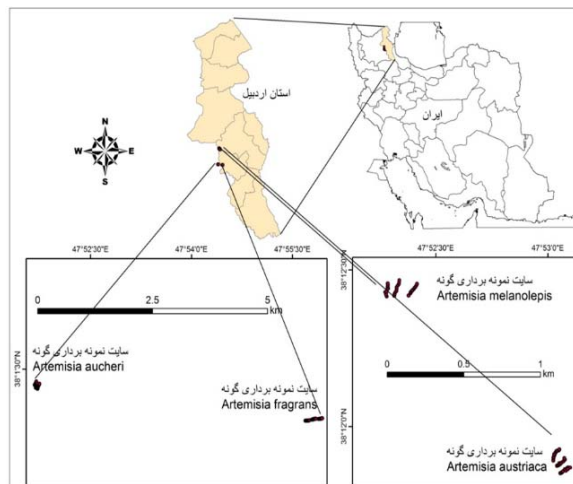 استان اردبیل
ایران
N
W E
S
47°52'30"E 47°54'0"E 47°55'30"E
47°52'30"E 47°53'0"E
0 2.5 5
km
38°1'30"N
سایت نمونه برداری گونه
Artemisia aucheri
سایت نمونه برداری گونه
Artemisia fragrans
38°12'30"N
سایت نمونه برداری گونه
Artemisia melanolepis
0 0.5 1
km
38°12'0"N
سایت نمونه برداری گونه
Artemisia austriaca